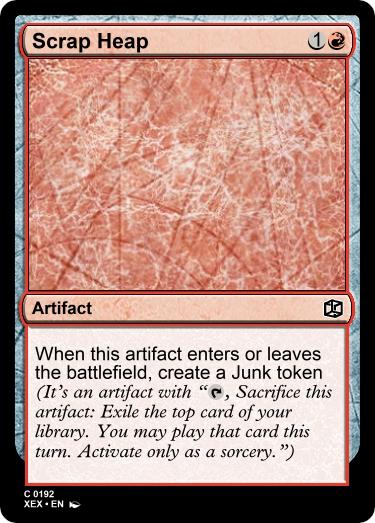 Scrap Heap 1
Artifact
When this artifact enters or leaves
the battlefield, create a Junk token
(It's an artifact with “, Sacrifice this
artifact: Exile the top card of your
library. You may play that card this
turn. Activate only as a sorcery.”)
C 0192
XEX • EN